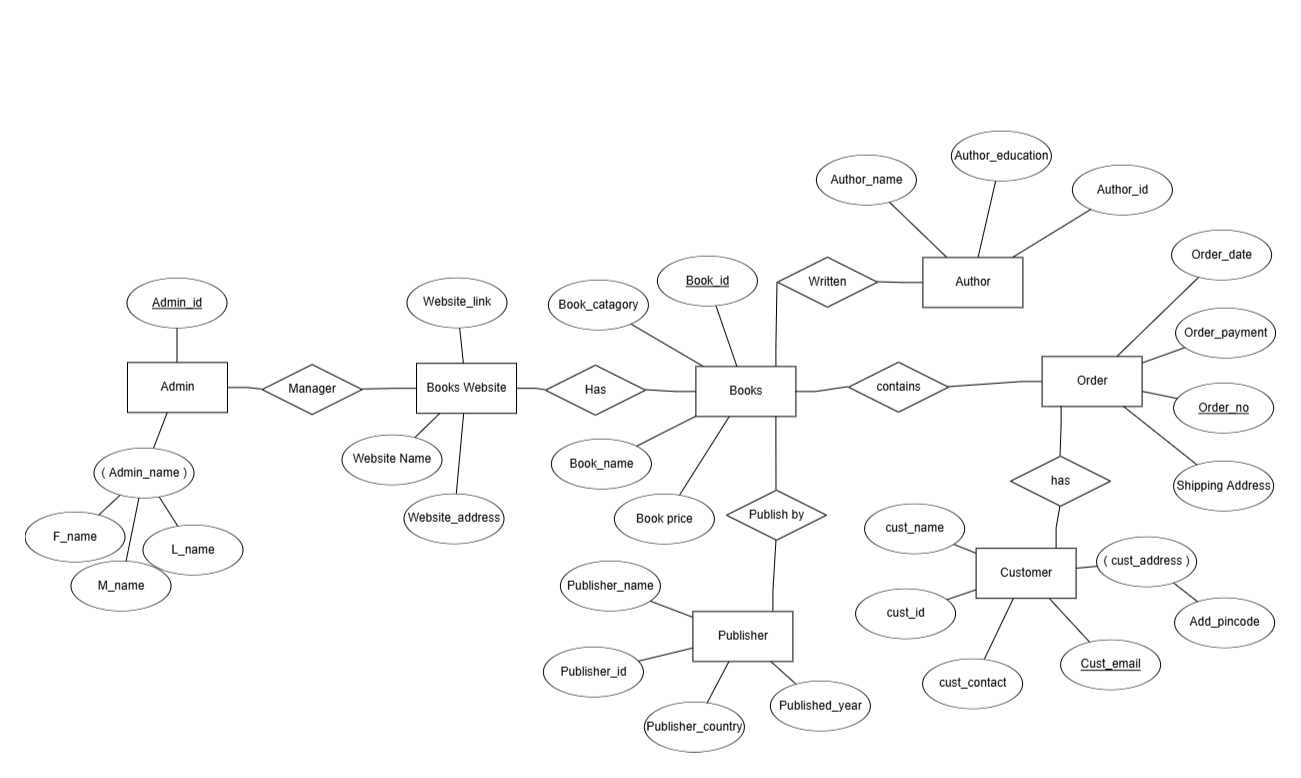 Author_education
Author_name
Author_id
Order_date
Book_id
Written
Author
Admin_id
Website_link
Book_catagory
Order_payment
Admin
Manager
Books Website
Has
Books
contains
Order
Order_no
Website Name
Book_name
( Admin_name )
Shipping Address
has
Website_address
Book price
Publish by
F_name
L_name
M_name
cust_name
Customer
( cust_address )
Publisher_name
cust_id
Add_pincode
Publisher
Publisher_id
Cust_email
cust_contact
Published_year
Publisher_country